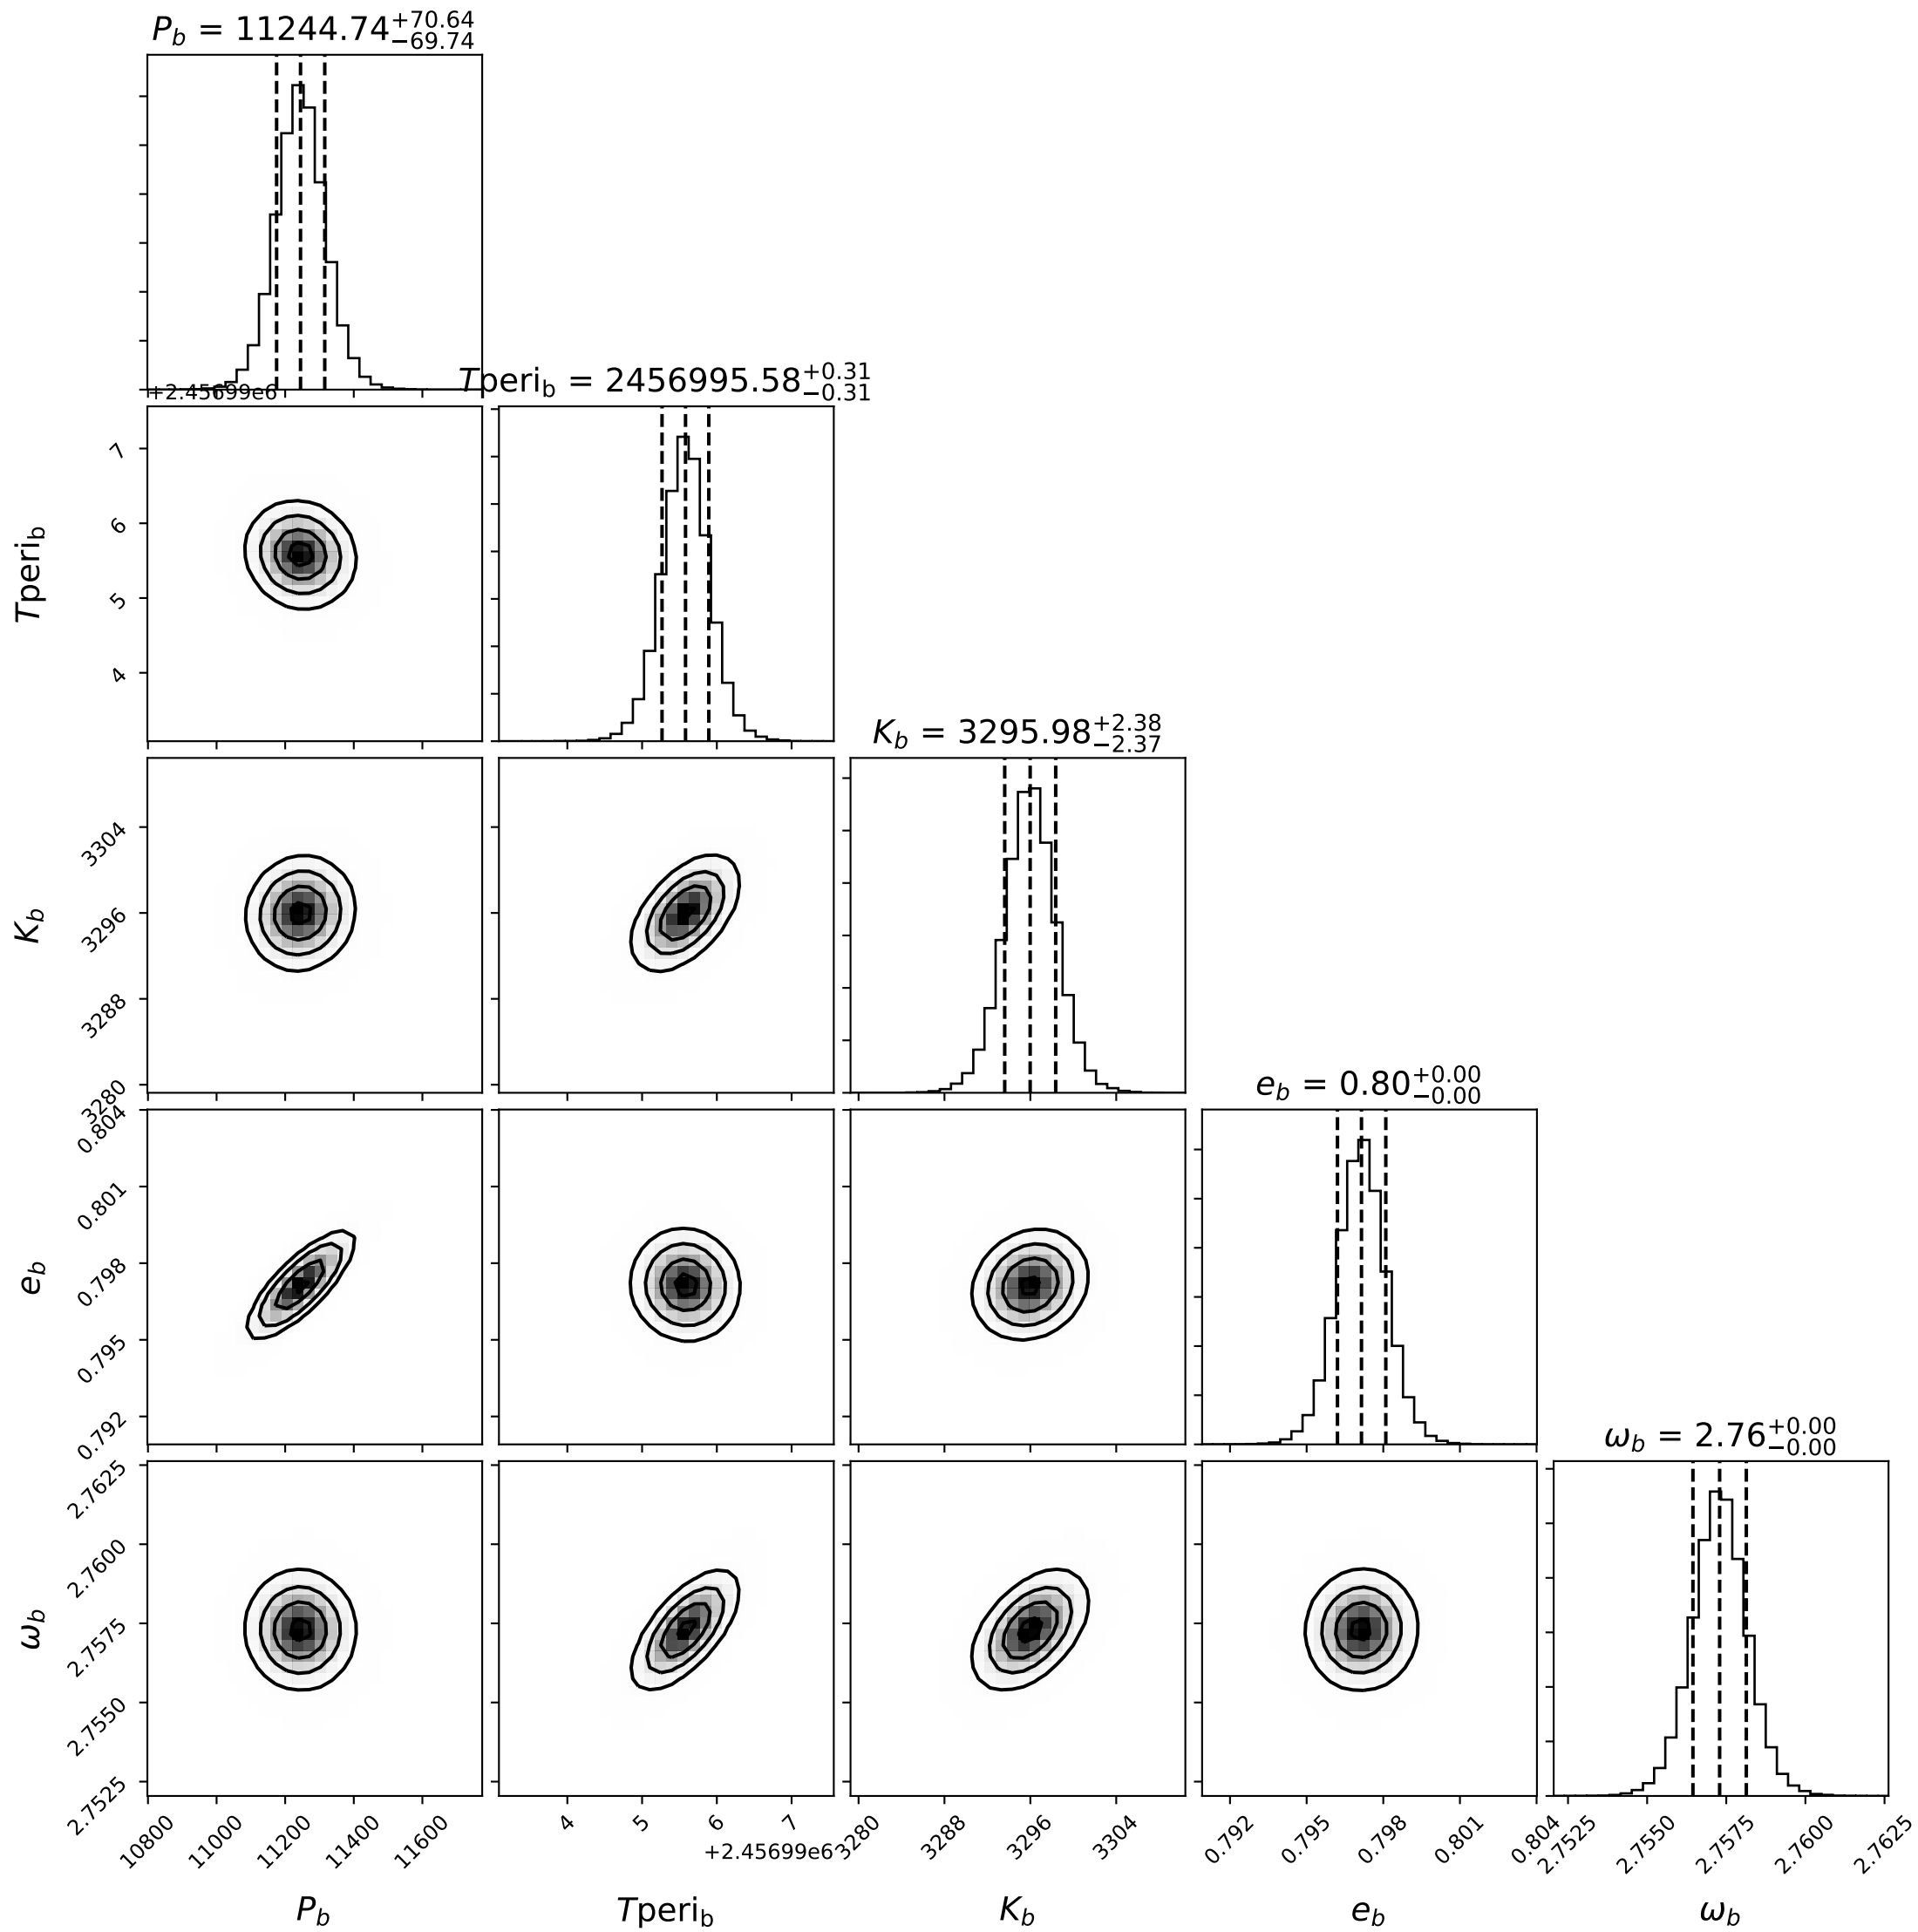 P_b = 11244.74 +70.64 −69.74
+2.45699e6
Tperi_b = 2456995.58 +0.31 −0.31
7
6
5
4
Tperi_b
K_b = 3295.98 +2.38 −2.37
3304
3296
3288
3280
K_b
e_b = 0.80 +0.00 −0.00
0.804
0.801
0.798
0.795
0.792
e_b
ω_b = 2.76 +0.00 −0.00
2.7625
2.7600
2.7575
2.7550
2.7525
ω_b
10800 11000 11200 11400 11600
4 5 6 7
+2.45699e6
3280 3288 3296 3304
0.792 0.795 0.798 0.801 0.804
2.7525 2.7550 2.7575 2.7600 2.7625
P_b Tperi_b K_b e_b ω_b